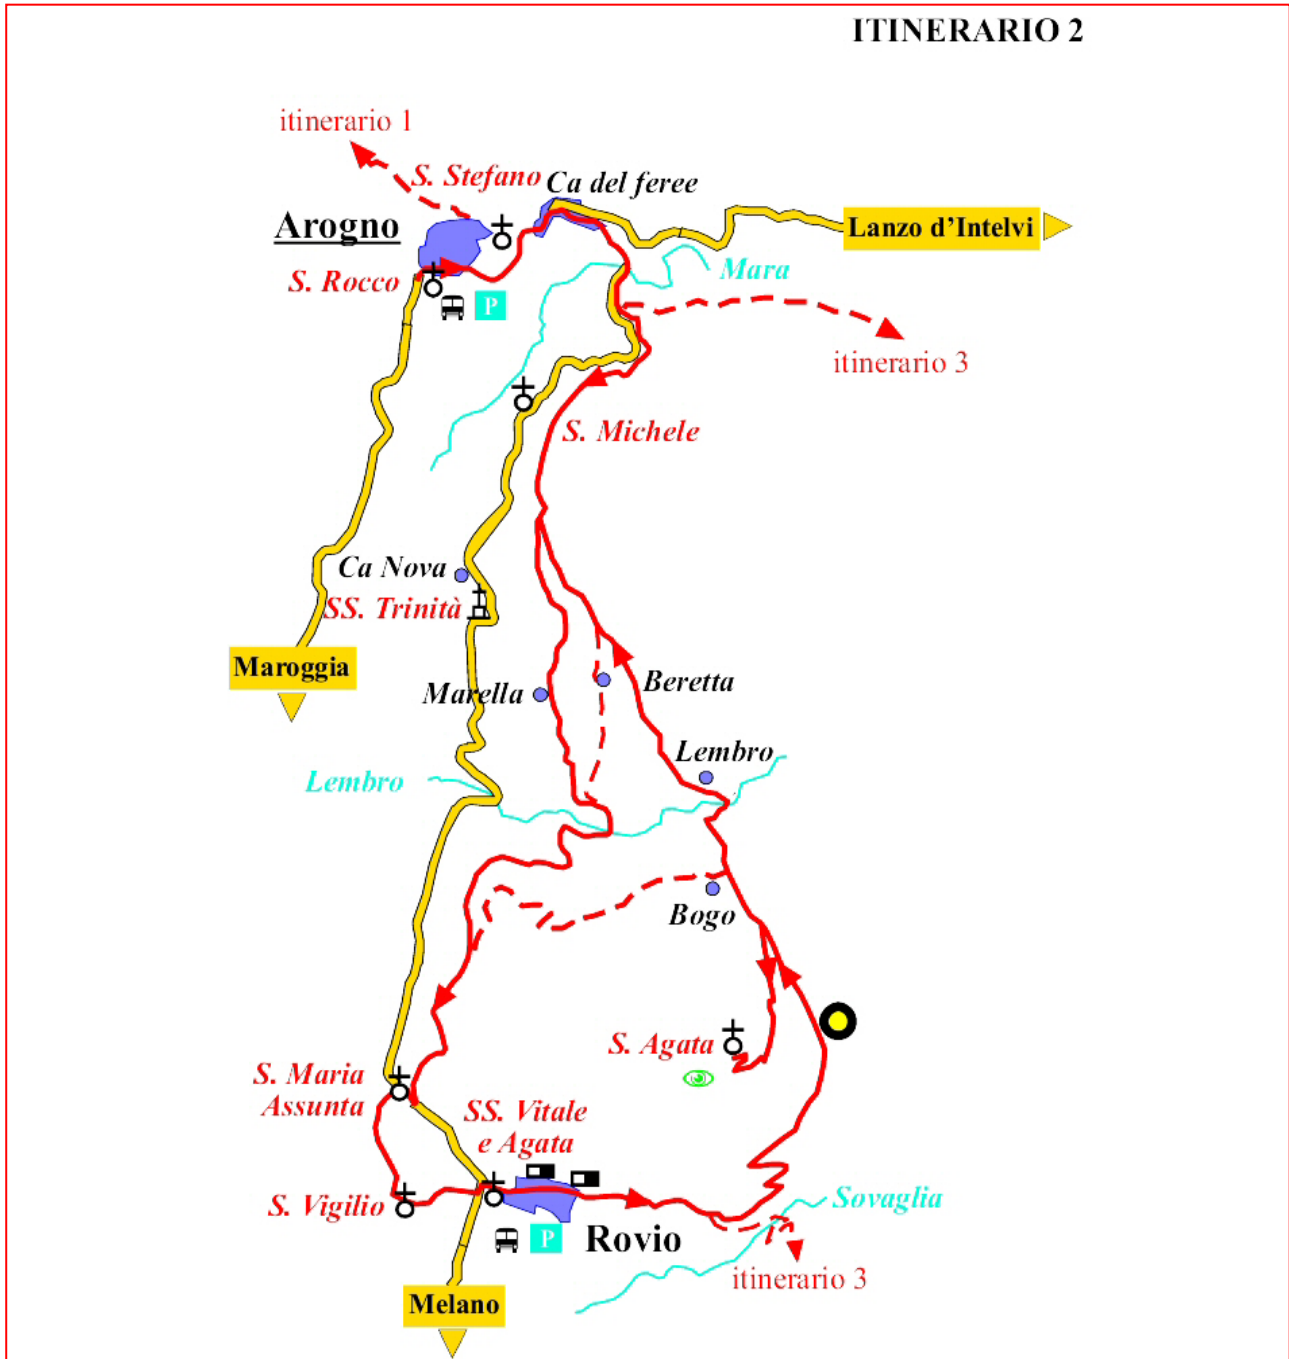 ITINERARIO 2
itinerario 1
S. Stefano
Ca del feree
Arogno
Lanzo d'Intelvi
S. Rocco
Mara
P
itinerario 3
S. Michele
Ca Nova
SS. Trinità
Maroggia
Marella
Beretta
Lembro
Lembro
Bogo
S. Agata
S. Maria
Assunta
SS. Vitale
e Agata
S. Vigilio
Sovaglia
P
Rovio
itinerario 3
Melano